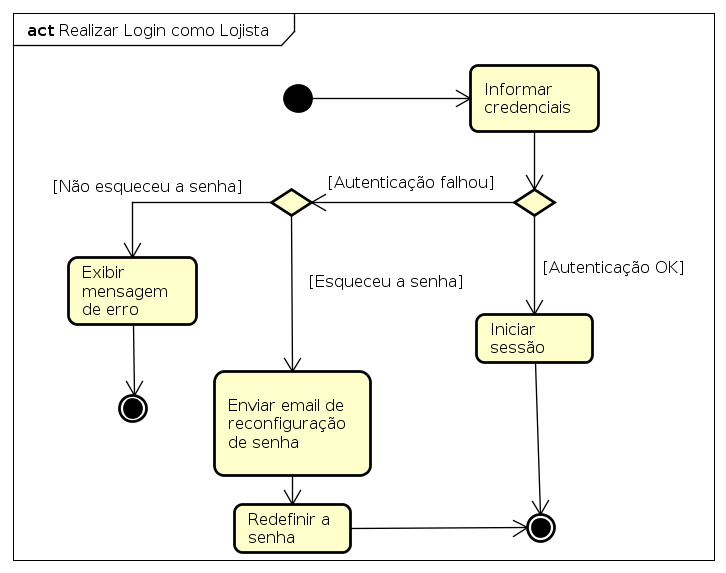 act Realizar Login como Lojista
Informar
credenciais
[Não esqueceu a senha]
[Autenticação falhou]
Exibir
mensagem
de erro
[Esqueceu a senha]
[Autenticação OK]
Iniciar
sessão
Enviar email de
reconfiguração
de senha
Redefinir a
senha